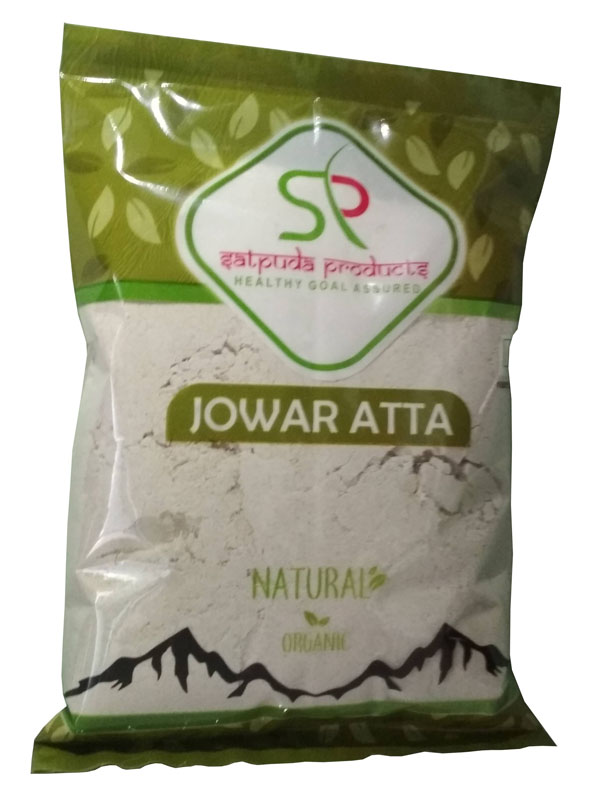 SP
satpuda products
HEALTHY GOAL ASSURED
JOWAR ATTA
NATURAL
ORGANIC